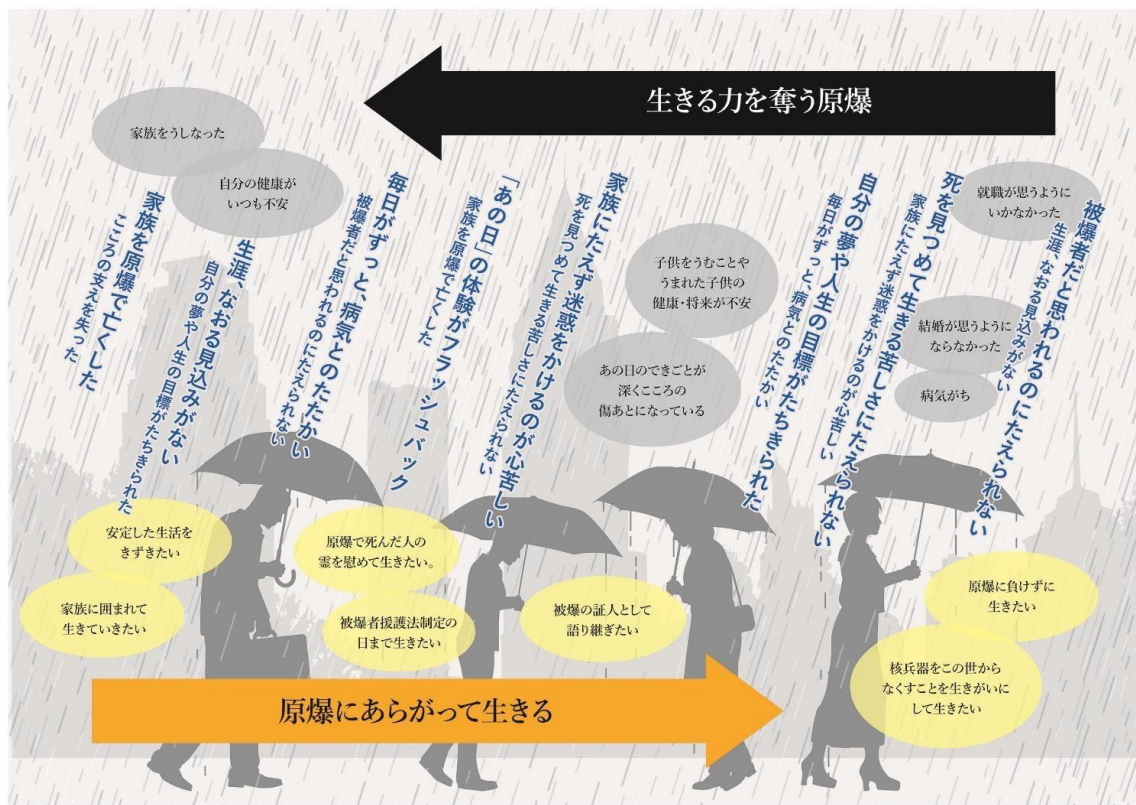 生きる力を奪う原爆
家族をうしなった
自分の健康が
いつも不安
就職が思うように
いかなかった
子供をうむことや
うまれた子供の
健康・将来が不安
結婚が思うように
ならなかった
あの日のできごとが
深くこころの
傷あとになっている
病気がち
被爆者だと思われるのにたえられない
生涯、なおる見込みがない
死を見つめて生きる苦しさにたえられない
家族にたえず迷惑をかけるのが心苦しい
自分の夢や人生の目標がたちきられた
毎日がずっと、病気とのたたかい
家族にたえず迷惑をかけるのが心苦しい
死を見つめて生きる苦しさにたえられない
「あの日」の体験がフラッシュバック
家族を原爆で亡くした
毎日がずっと、病気とのたたかい
被爆者だと思われるのにたえられない
生涯、なおる見込みがない
自分の夢や人生の目標がたちきられた
家族を原爆で亡くした
こころの支えを失った
安定した生活を
きずきたい
家族に囲まれて
生きていきたい
原爆で死んだ人の
霊を慰めて生きたい。
被爆者援護法制定の
日まで生きたい
被爆の証人として
語り継ぎたい
原爆に負けずに
生きたい
核兵器をこの世から
なくすことを生きがいに
して生きたい
原爆にあらがって生きる